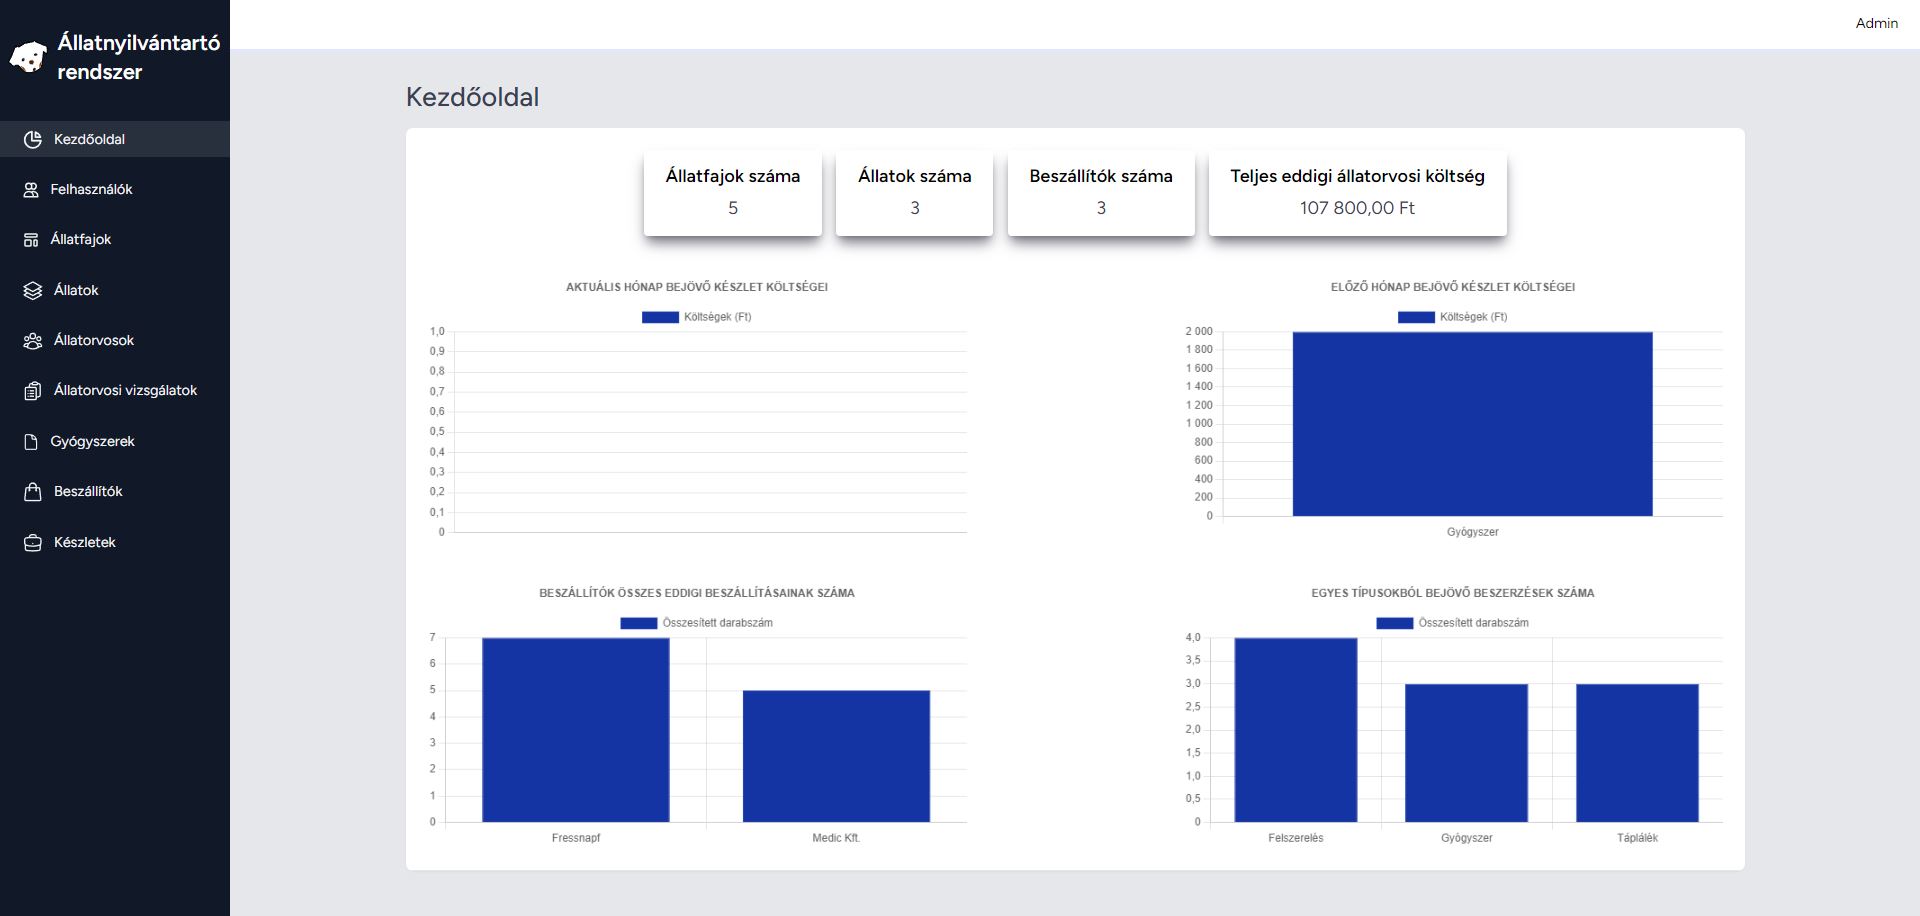 Állatnyilvántartó
rendszer
Admin
Kezdőoldal
Felhasználók
Állatfajok
Állatok
Állatorvosok
Állatorvosi vizsgálatok
Gyógyszerek
Beszállítók
Készletek
Kezdőoldal
Állatfajok száma
5
Állatok száma
3
Beszállítók száma
3
Teljes eddigi állatorvosi költség
107 800,00 Ft
AKTUÁLIS HÓNAP BEJÖVŐ KÉSZLET KÖLTSÉGEI
Költségek (Ft)
1,0
0,9
0,8
0,7
0,6
0,5
0,4
0,3
0,2
0,1
0
ELŐZŐ HÓNAP BEJÖVŐ KÉSZLET KÖLTSÉGEI
Költségek (Ft)
2 000
1 800
1 600
1 400
1 200
1 000
800
600
400
200
0
Gyógyszer
BESZÁLLÍTÓK ÖSSZES EDDIGI BESZÁLLÍTÁSAINAK SZÁMA
Összesített darabszám
7
6
5
4
3
2
1
0
Fressnapf Medic Kft.
EGYES TÍPUSOKBÓL BEJÖVŐ BESZERZÉSEK SZÁMA
Összesített darabszám
4,0
3,5
3,0
2,5
2,0
1,5
1,0
0,5
0
Felszerelés Gyógyszer Táplálék